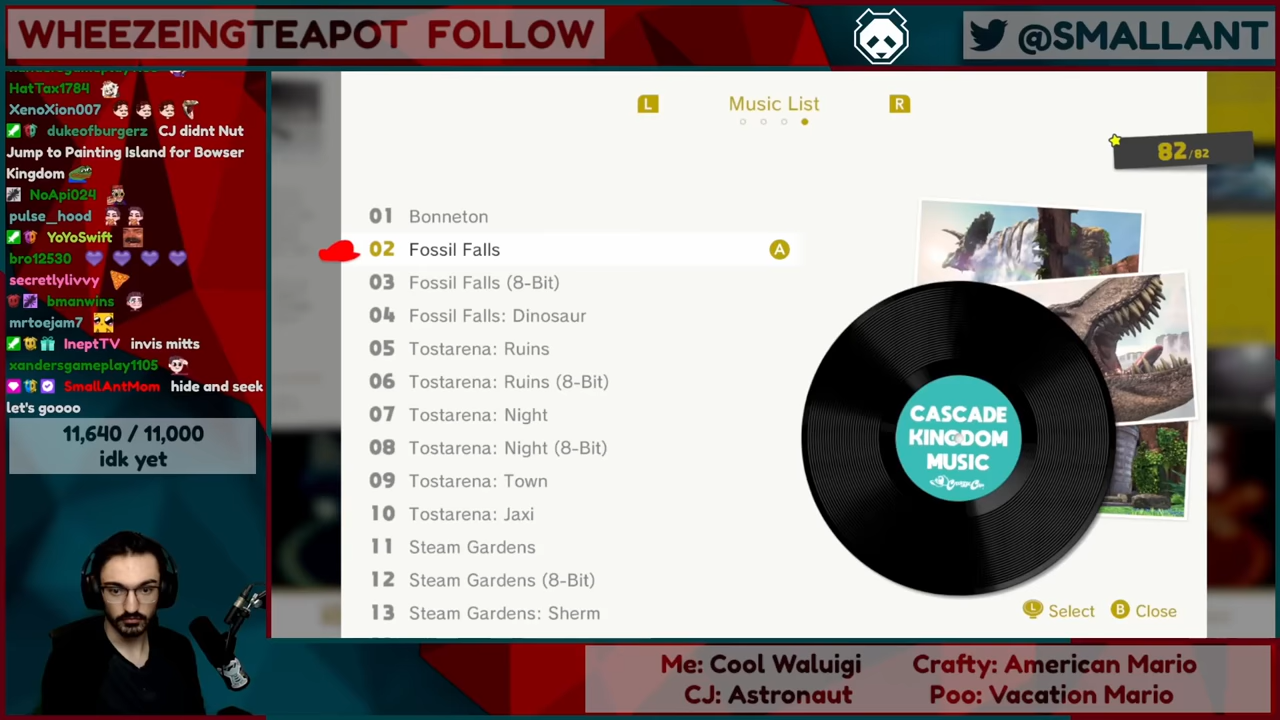 WHEEZEINGTEAPOT FOLLOW
@SMALLANT
HatTax1784
XenoXion007
dukeofburgerz CJ didnt Nut
Jump to Painting Island for Bowser
Kingdom
NoApi024
pulse_hood
YoYoSwift
bro12530
secretlylivvy
bmanwins
mrtoejam7
IneptTV invis mitts
xandersgameplay1105
SmallAntMom hide and seek
let's goooo
11,640 / 11,000
idk yet
L Music List R
82/82
01 Bonneton
02 Fossil Falls A
03 Fossil Falls (8-Bit)
04 Fossil Falls: Dinosaur
05 Tostarena: Ruins
06 Tostarena: Ruins (8-Bit)
07 Tostarena: Night
08 Tostarena: Night (8-Bit)
09 Tostarena: Town
10 Tostarena: Jaxi
11 Steam Gardens
12 Steam Gardens (8-Bit)
13 Steam Gardens: Sherm
CASCADE
KINGDOM
MUSIC
L Select B Close
Me: Cool Waluigi Crafty: American Mario
CJ: Astronaut Poo: Vacation Mario